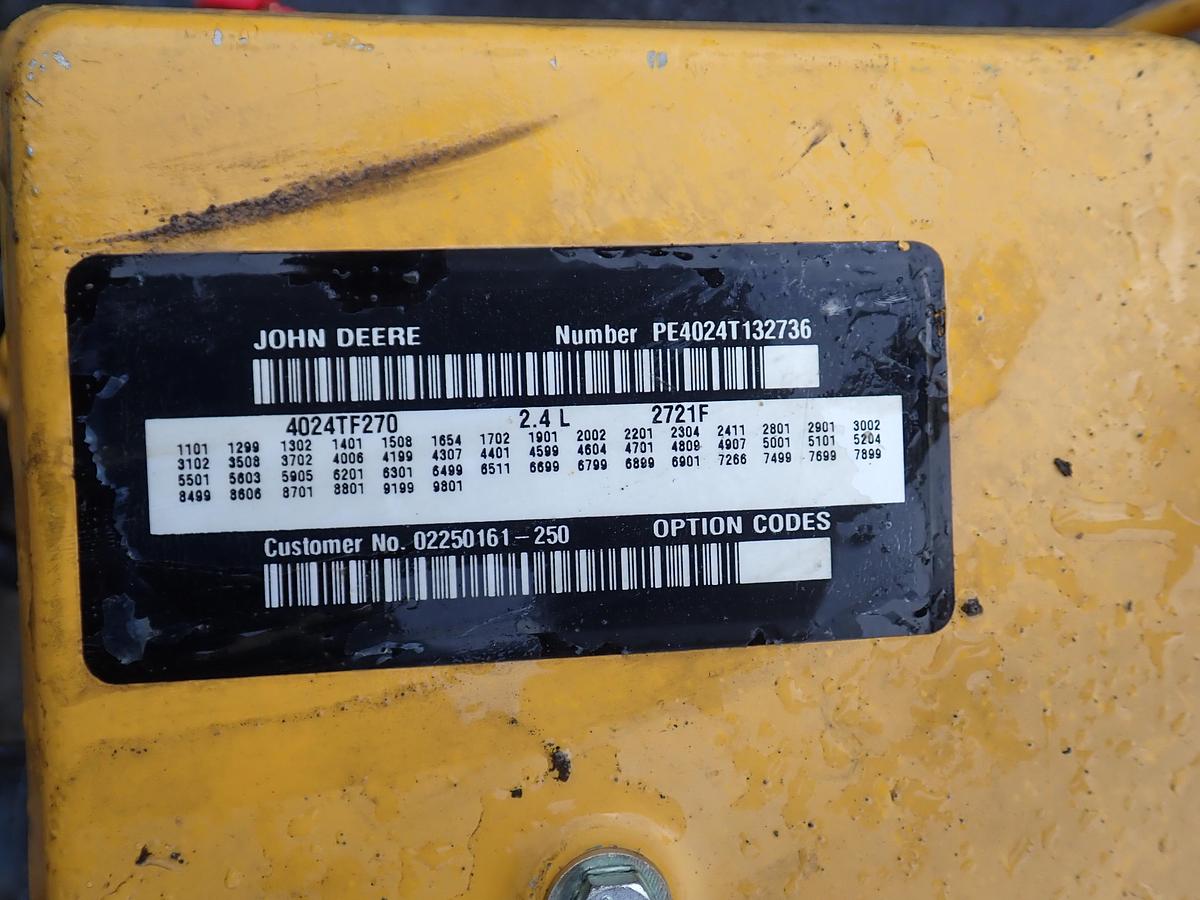 JOHN DEERE Number PE4024T132736
4024TF270 2.4 L 2721F
1101 1299 1302 1401 1508 1654 1702 1901 2002 2201 2304 2411 2801 2901 3002
3102 3508 3702 4006 4199 4307 4401 4599 4604 4701 4809 4907 5001 5101 5204
5501 5603 5905 6201 6301 6499 6511 6699 6799 6899 6901 7266 7499 7699 7899
8499 8606 8701 8801 9199 9801
Customer No. 02250161-250 OPTION CODES